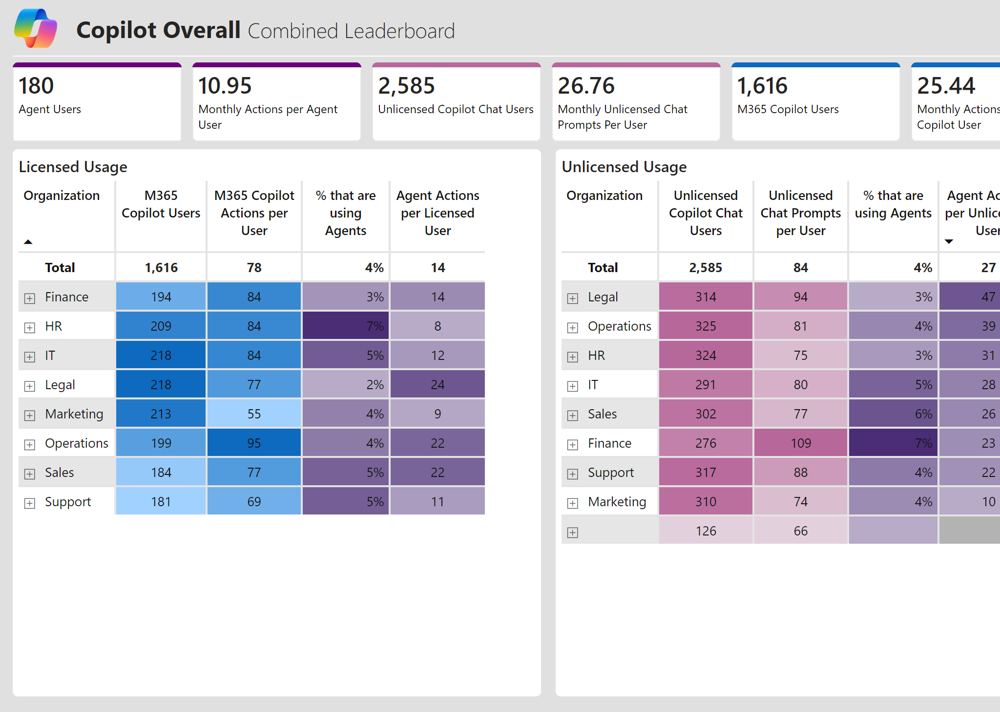 Copilot Overall Combined Leaderboard
180
Agent Users
10.95
Monthly Actions per Agent
User
2,585
Unlicensed Copilot Chat Users
26.76
Monthly Unlicensed Chat
Prompts Per User
1,616
M365 Copilot Users
25.44
Monthly Actions
Copilot User
Licensed Usage
Organization
M365
Copilot Users
M365 Copilot
Actions per
User
% that are
using
Agents
Agent Actions
per Licensed
User
Total 1,616 78 4% 14
Finance 194 84 3% 14
HR 209 84 7% 8
IT 218 84 5% 12
Legal 218 77 2% 24
Marketing 213 55 4% 9
Operations 199 95 4% 22
Sales 184 77 5% 22
Support 181 69 5% 11
Unlicensed Usage
Organization
Unlicensed
Copilot Chat
Users
Unlicensed
Chat Prompts
per User
% that are
using Agents
Agent
per
Total 2,585 84 4% 27
Legal 314 94 3% 47
Operations 325 81 4% 39
HR 324 75 3% 31
IT 291 80 5% 28
Sales 302 77 6% 26
Finance 276 109 7% 23
Support 317 88 4% 22
Marketing 310 74 4% 10
126 66